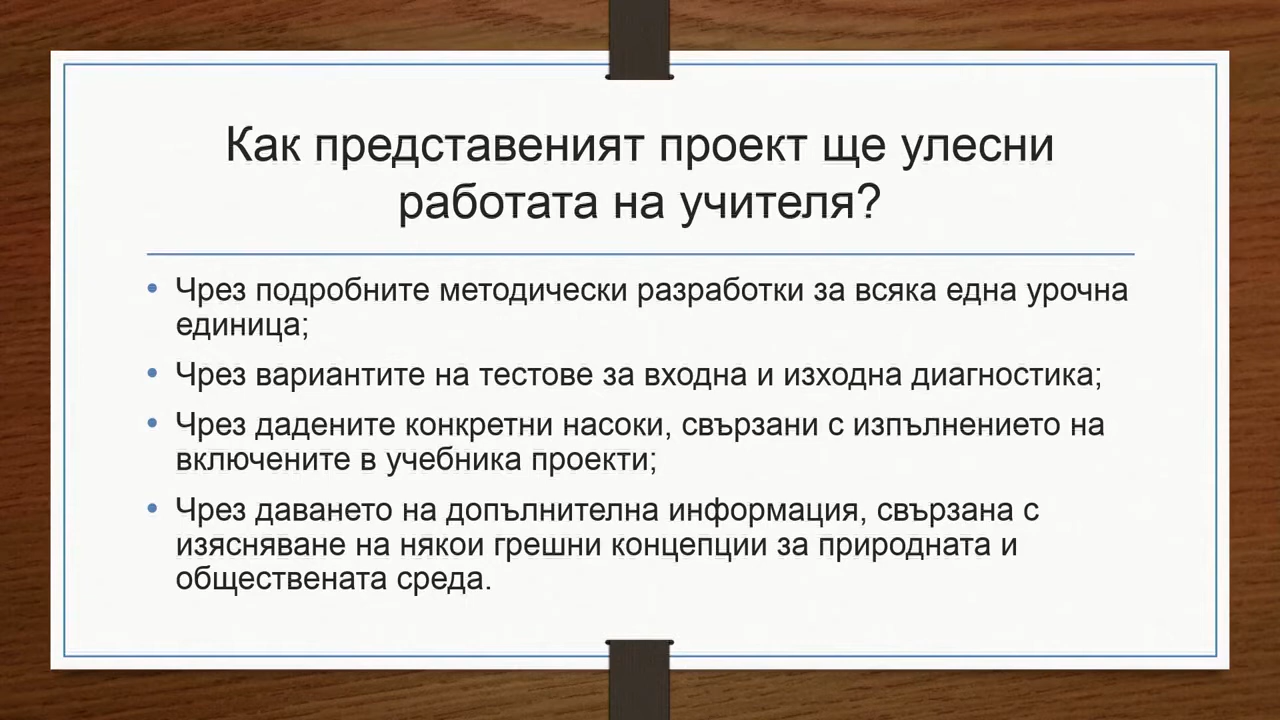 Как представеният проект ще улесни
работата на учителя?
• Чрез подробните методически разработки за всяка една урочна
единица;
• Чрез вариантите на тестове за входна и изходна диагностика;
• Чрез дадените конкретни насоки, свързани с изпълнението на
включените в учебника проекти;
• Чрез даването на допълнителна информация, свързана с
изясняване на някои грешни концепции за природната и
обществената среда.